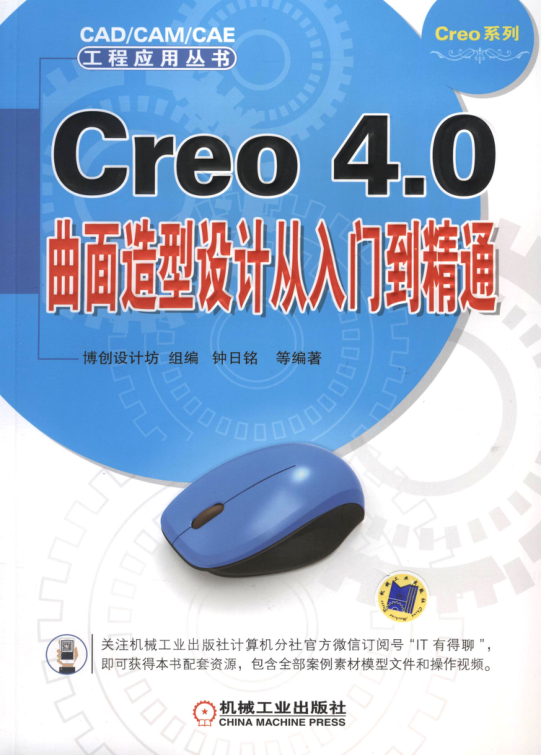 CAD/CAM/CAE
工程应用丛书
Creo系列
Creo 4.0
曲面造型设计从入门到精通
博创设计坊 组编 钟日铭 等编著
关注机械工业出版社计算机分社官方微信订阅号“IT有得聊”，
即可获得本书配套资源，包含全部案例素材模型文件和操作视频。
机械工业出版社
CHINA MACHINE PRESS